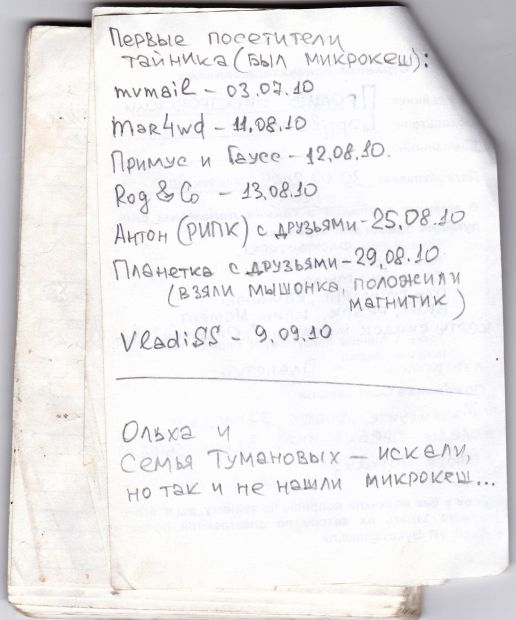 Первые посетители
тайника (был микрокеш):
mvmail - 03.07.10
Mar4wd - 11.08.10
Примус и Гаусс - 12.08.10.
Rog & Co - 13.08.10
Антон (РИПК) с друзьями - 25.08.10
Планетка с друзьями - 29.08.10
(взяли мышонка, положили
магнитик)
VladiSS - 9.09.10
Ольха и
Семья Тумановых - искали,
но так и не нашли микрокеш...